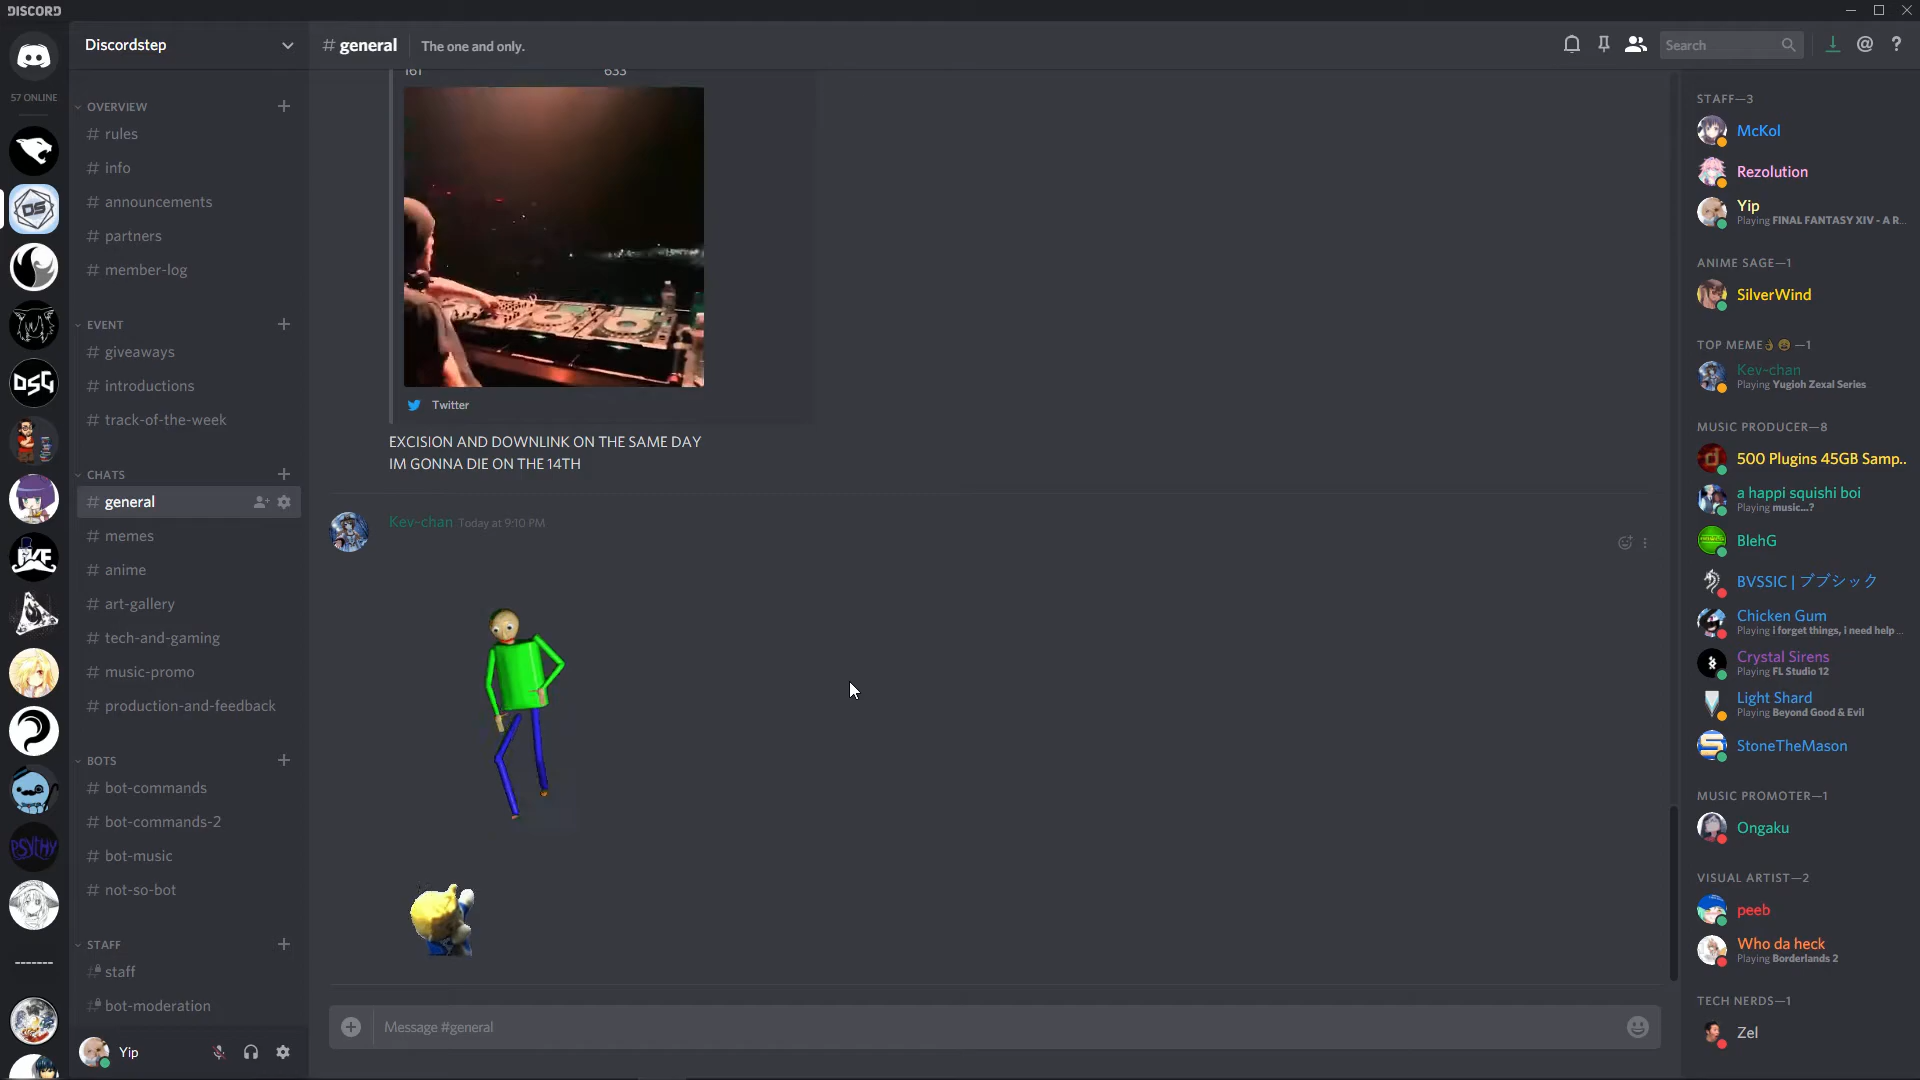 DISCORD
Discordstep
# general
The one and only.
Search
57 ONLINE
OVERVIEW
# rules
# info
# announcements
# partners
# member-log
EVENT
# giveaways
# introductions
# track-of-the-week
CHATS
# general
# memes
# anime
# art-gallery
# tech-and-gaming
# music-promo
# production-and-feedback
BOTS
# bot-commands
# bot-commands-2
# bot-music
# not-so-bot
STAFF
# staff
# bot-moderation
Yip
DS
DSG
PSYCHY
-------
161 633
Twitter
EXCISION AND DOWNLINK ON THE SAME DAY
IM GONNA DIE ON THE 14TH
Kev-chan Today at 9:10 PM
Message #general
STAFF—3
McKol
Rezolution
Yip
Playing FINAL FANTASY XIV - A R...
ANIME SAGE—1
SilverWind
TOP MEME👌😩 —1
Kev-chan
Playing Yugioh Zexal Series
MUSIC PRODUCER—8
500 Plugins 45GB Samp..
a happi squishi boi
Playing music...?
BlehG
BVSSIC | ブブシック
Chicken Gum
Playing i forget things, i need help ...
Crystal Sirens
Playing FL Studio 12
Light Shard
Playing Beyond Good & Evil
StoneTheMason
MUSIC PROMOTER—1
Ongaku
VISUAL ARTIST—2
peeb
Who da heck
Playing Borderlands 2
TECH NERDS—1
Zel